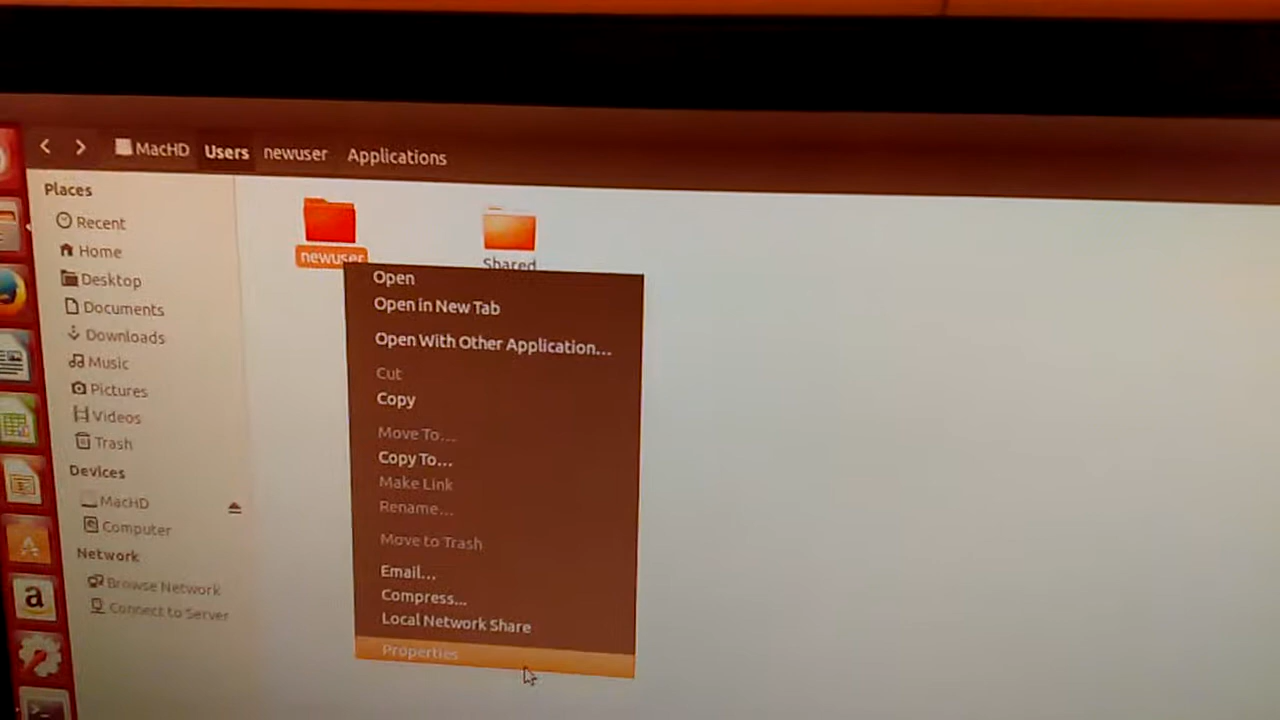 MacHD Users newuser Applications
Places
Recent
Home
Desktop
Documents
Downloads
Music
Pictures
Videos
Trash
Devices
MacHD
Computer
Network
Browse Network
Connect to Server
newuser
Shared
Open
Open in New Tab
Open With Other Application...
Cut
Copy
Move To...
Copy To...
Make Link
Rename...
Move to Trash
Email...
Compress...
Local Network Share
Properties
a